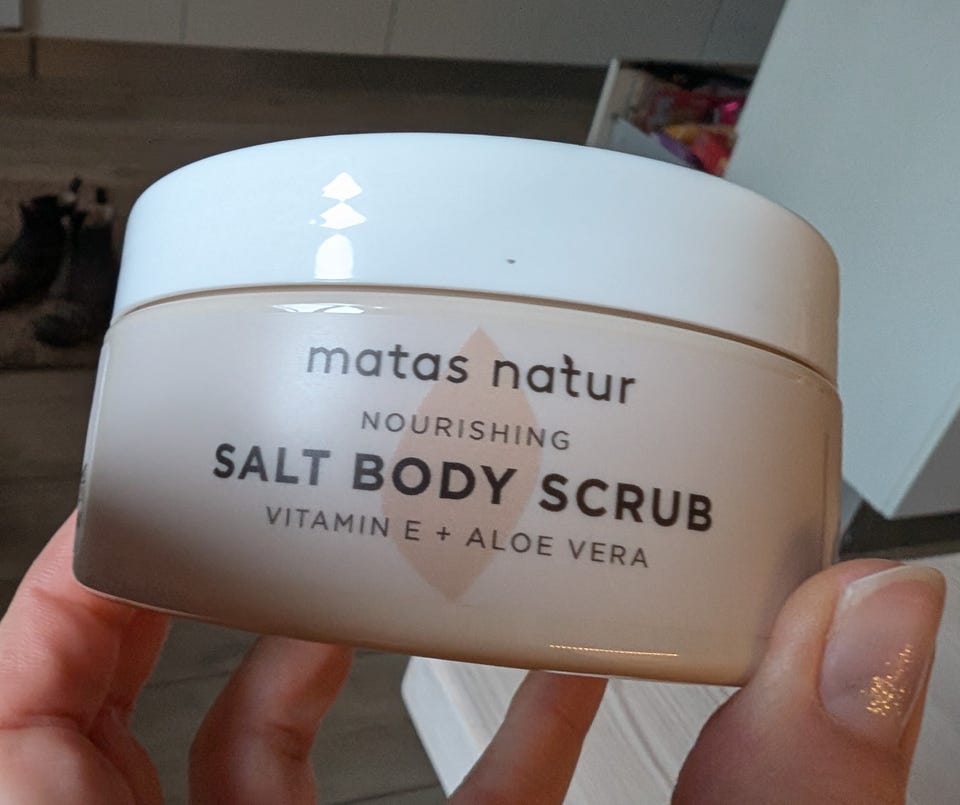 matas natur
NOURISHING
SALT BODY SCRUB
VITAMIN E + ALOE VERA